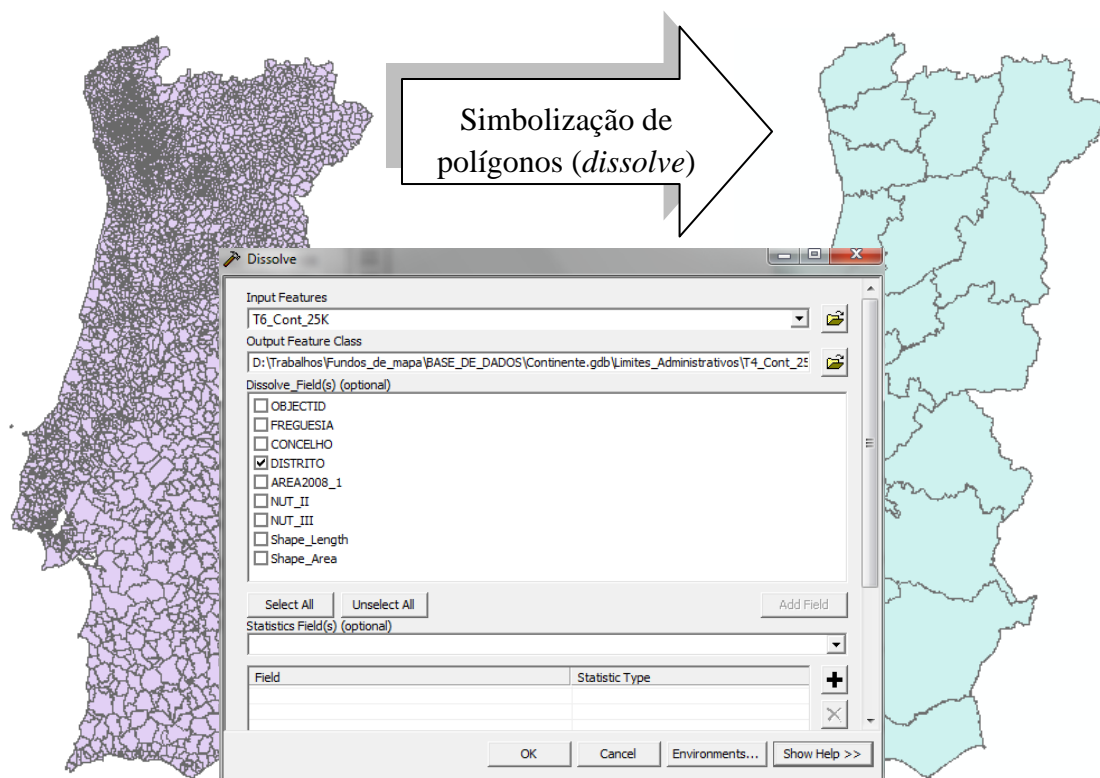 Simbolização de
polígonos (dissolve)
Dissolve
Input Features
T6_Cont_25K
Output Feature Class
D:\Trabalhos\Fundos_de_mapa\BASE_DE_DADOS\Continente.gdb\Limites_Administrativos\T4_Cont_25
Dissolve_Field(s) (optional)
OBJECTID
FREGUESIA
CONCELHO
DISTRITO
AREA2008_1
NUT_II
NUT_III
Shape_Length
Shape_Area
Select All
Unselect All
Add Field
Statistics Field(s) (optional)
Field
Statistic Type
OK
Cancel
Environments...
Show Help >>